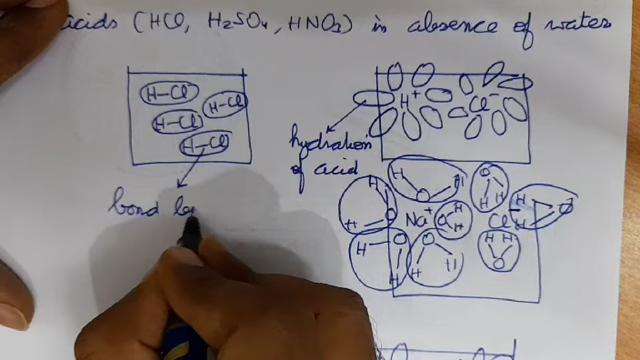 acids (HCl, H₂SO₄, HNO₃) in absence of water
H-Cl
H-Cl
H-Cl
H-Cl
H⁺
Cl⁻
hydration
of acid
bond
H
O
H
H
O
H
Na⁺
O
H
H
O
H
H
H
O
H
H
O
H
H
Cl⁻
H
H
O
H
H
O